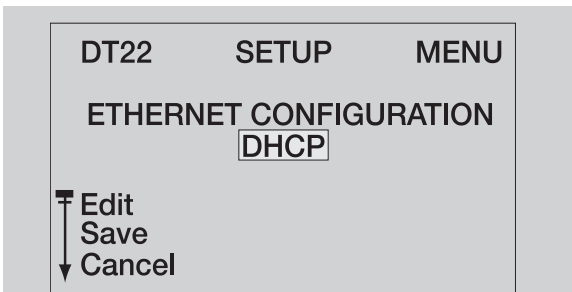 DT22 SETUP MENU
ETHERNET CONFIGURATION
DHCP
Edit
Save
Cancel